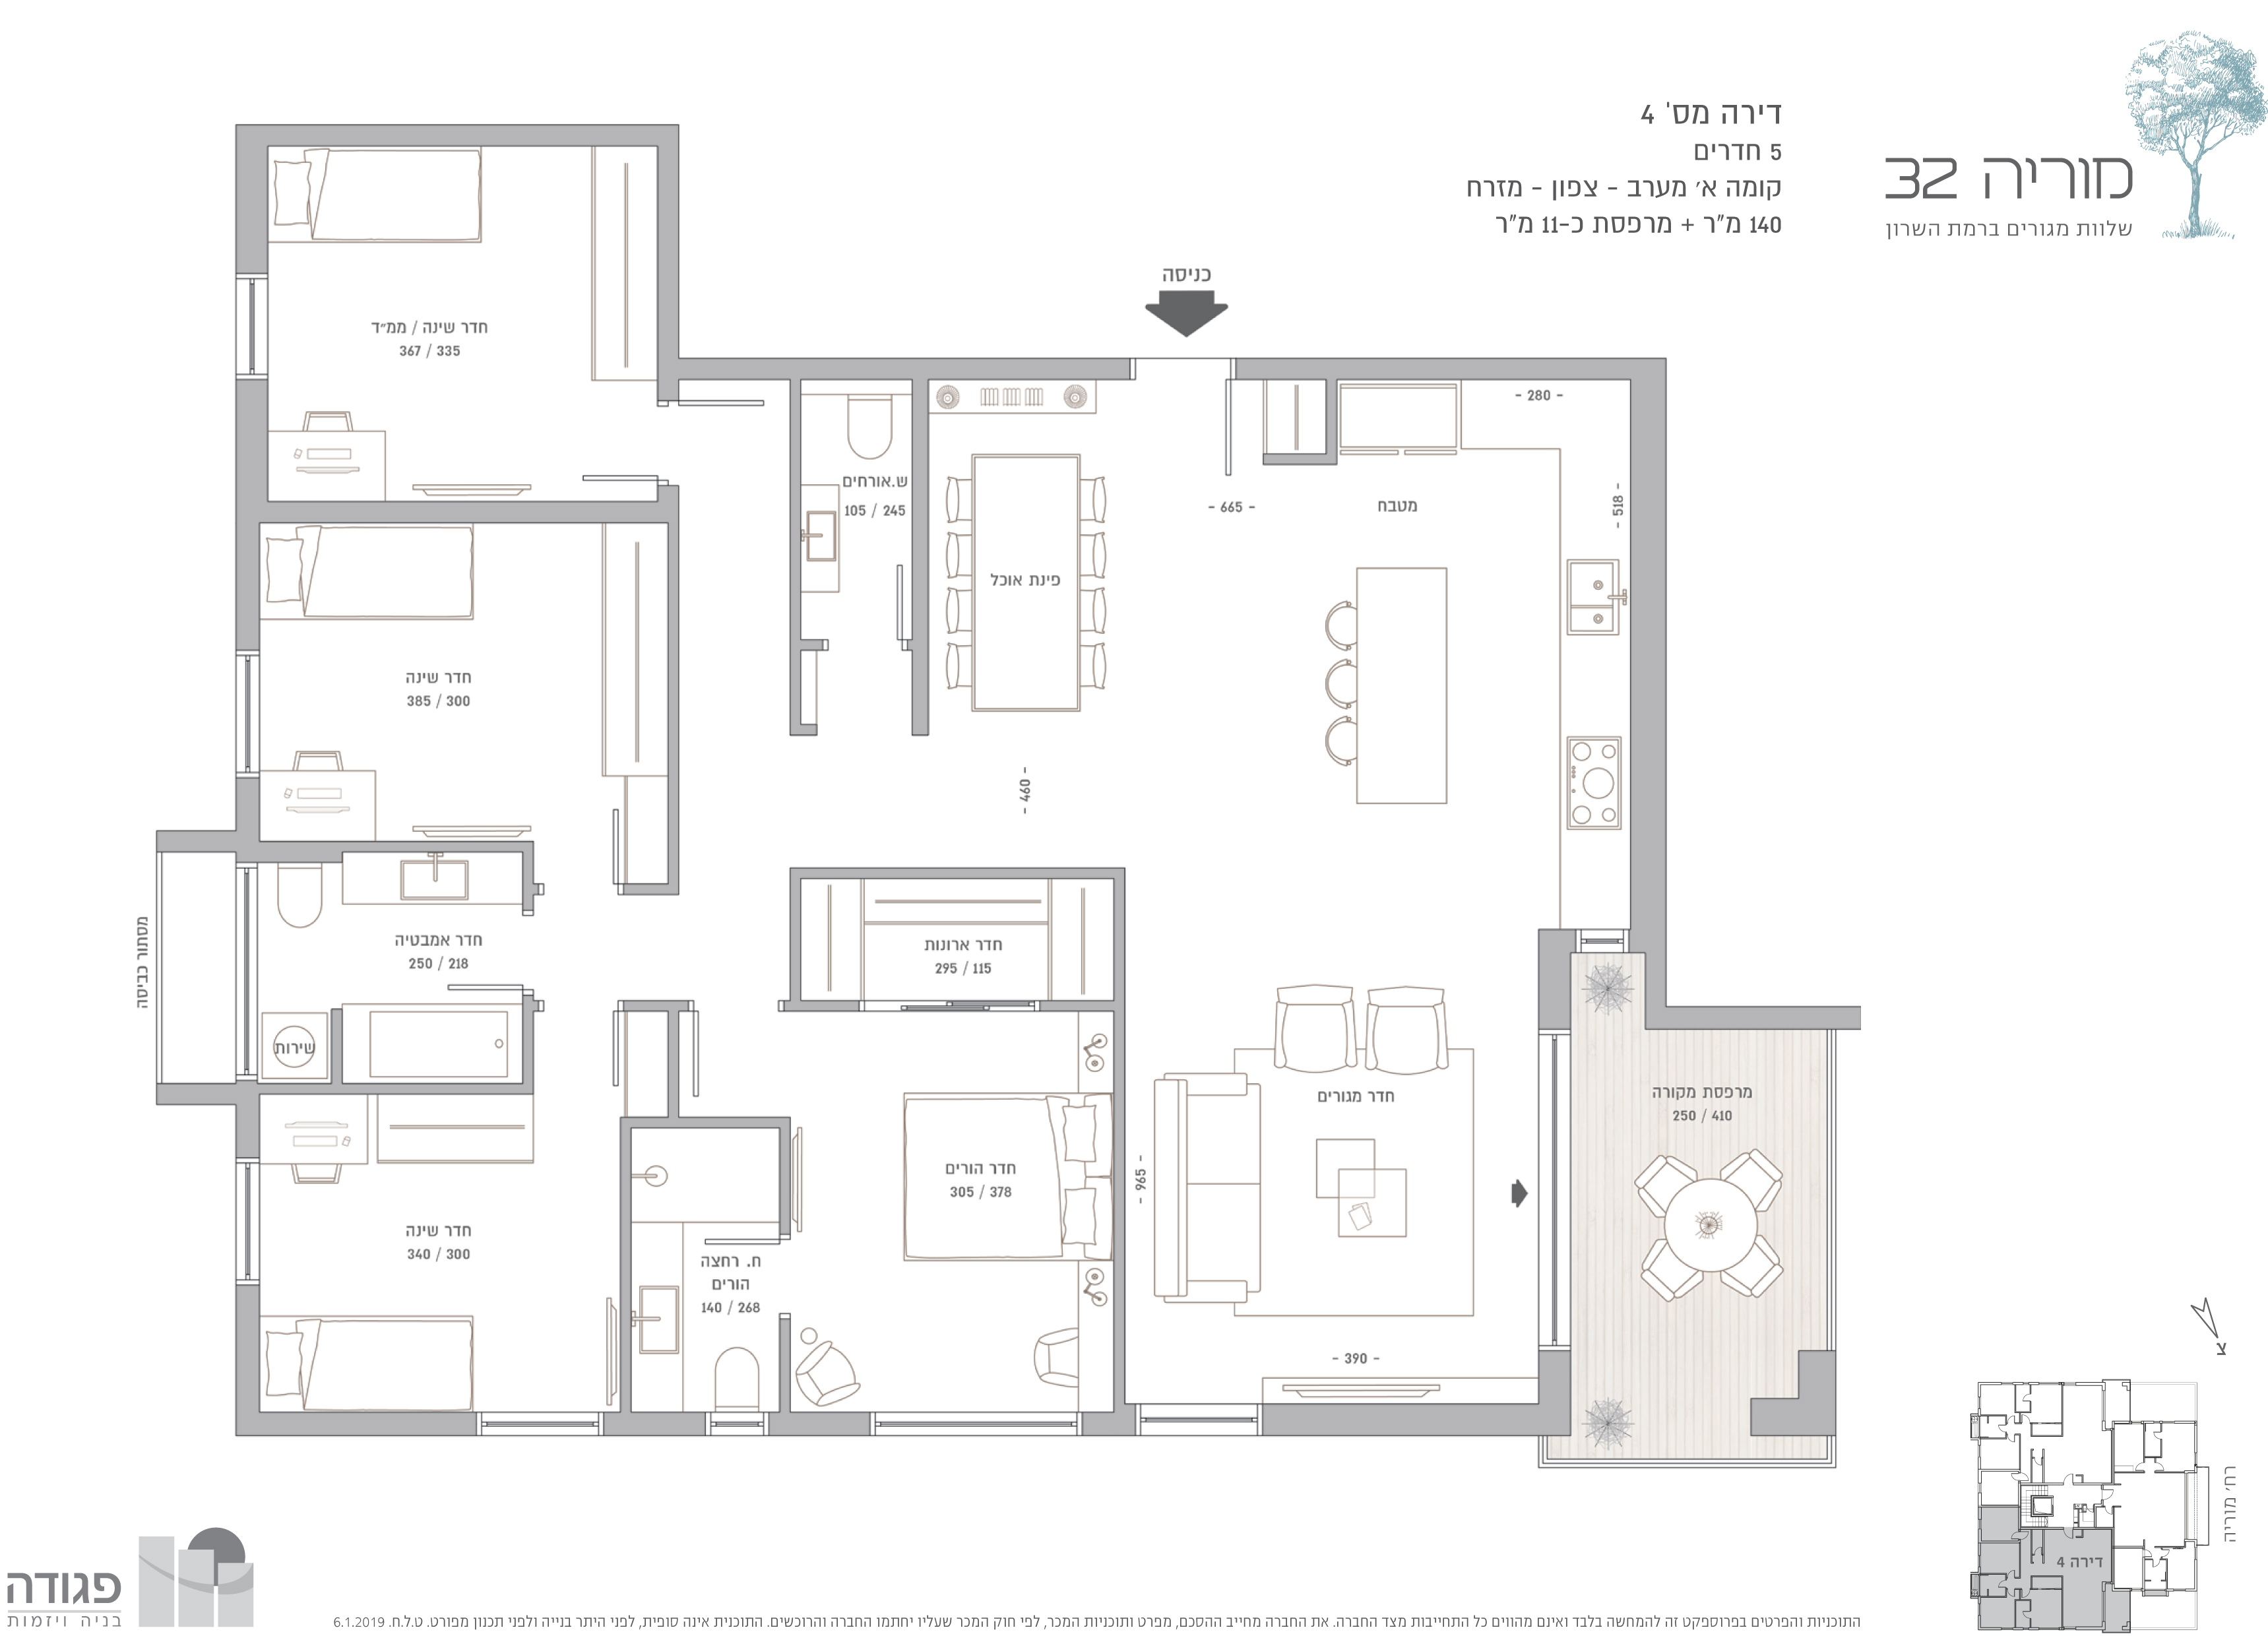 מוריה 32
שלוות מגורים ברמת השרון
דירה מס' 4
5 חדרים
קומה א׳ מערב - צפון - מזרח
140 מ״ר + מרפסת כ-11 מ״ר
כניסה
חדר שינה / ממ״ד
367 / 335
- 280 -
ש.אורחים
105 / 245
- 665 -
מטבח
- 518 -
פינת אוכל
חדר שינה
385 / 300
- 460 -
מסתור כביסה
חדר אמבטיה
250 / 218
חדר ארונות
295 / 115
שירות
חדר מגורים
מרפסת מקורה
250 / 410
חדר הורים
305 / 378
- 965 -
חדר שינה
340 / 300
ח. רחצה
הורים
140 / 268
- 390 -
צ
דירה 4
רח׳ מוריה
פגודה
בניה ויזמות
התוכניות והפרטים בפרוספקט זה להמחשה בלבד ואינם מהווים כל התחייבות מצד החברה. את החברה מחייב ההסכם, מפרט ותוכניות המכר, לפי חוק המכר שעליו יחתמו החברה והרוכשים. התוכנית אינה סופית, לפני היתר בנייה ולפני תכנון מפורט. ט.ל.ח. 6.1.2019